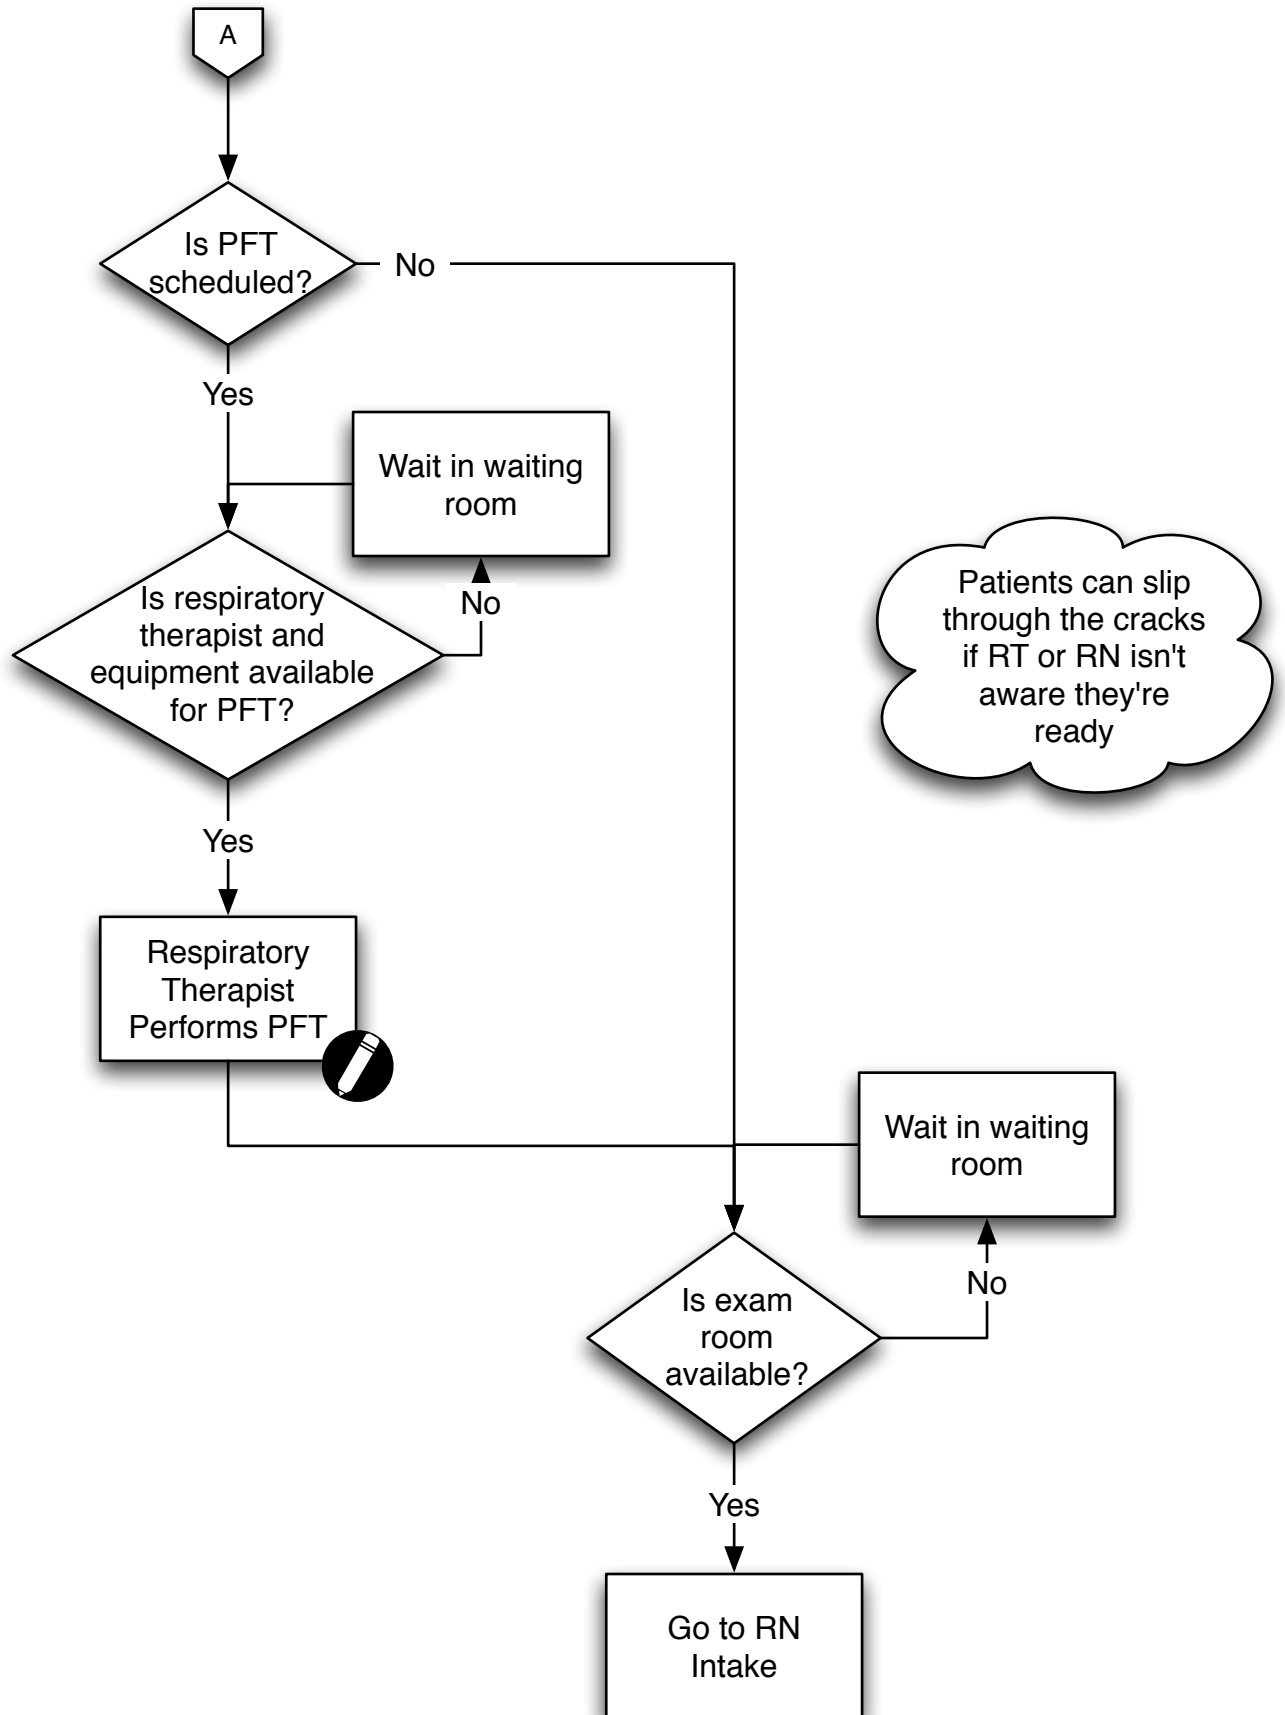 A
Is PFT
scheduled?
No
Yes
Wait in waiting
room
No
Is respiratory
therapist and
equipment available
for PFT?
Patients can slip
through the cracks
if RT or RN isn't
aware they're
ready
Yes
Respiratory
Therapist
Performs PFT
Wait in waiting
room
No
Is exam
room
available?
Yes
Go to RN
Intake